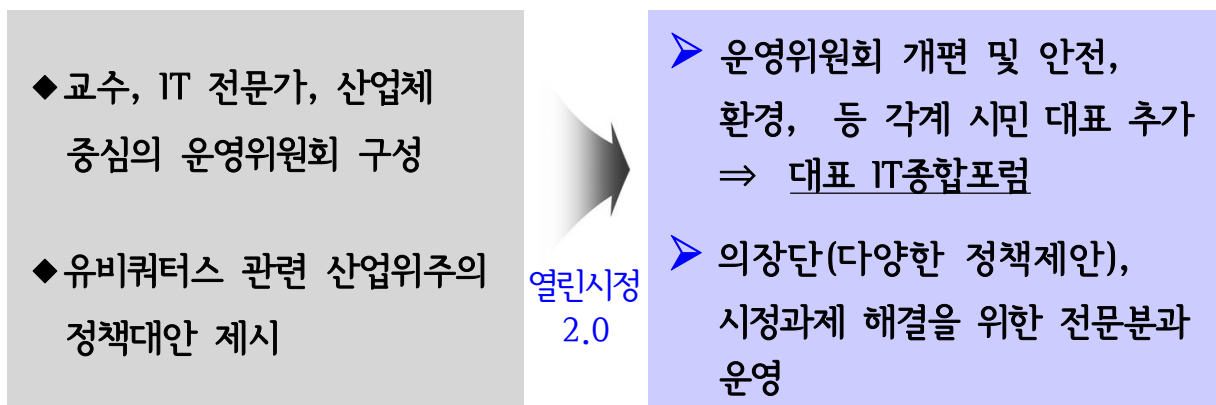 ◆교수, IT 전문가, 산업체
중심의 운영위원회 구성
◆유비쿼터스 관련 산업위주의
정책대안 제시
열린시정
2.0
➢ 운영위원회 개편 및 안전,
환경, 등 각계 시민 대표 추가
⇒ 대표 IT종합포럼
➢ 의장단(다양한 정책제안),
시정과제 해결을 위한 전문분과
운영